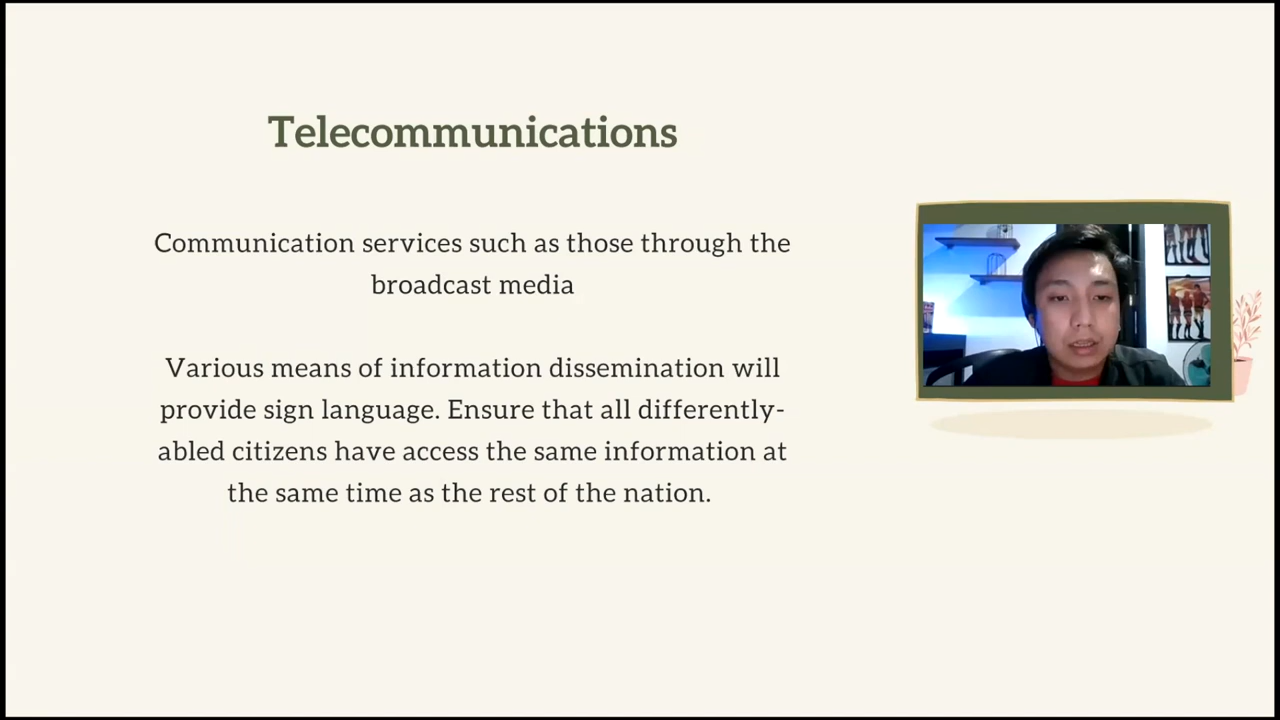 Telecommunications
Communication services such as those through the
broadcast media
Various means of information dissemination will
provide sign language. Ensure that all differently-
abled citizens have access the same information at
the same time as the rest of the nation.